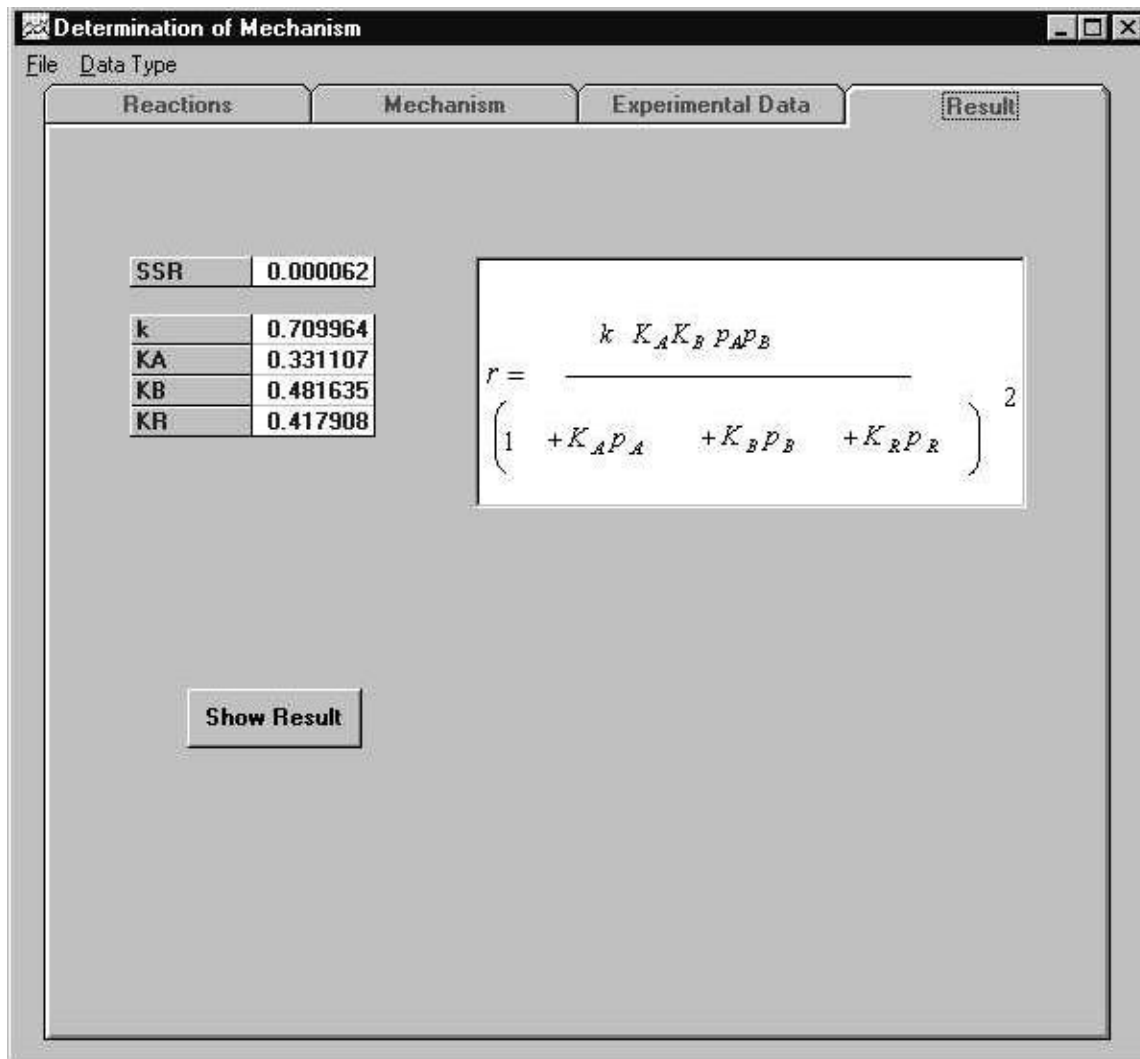 Determination of Mechanism
File Data Type
Reactions Mechanism Experimental Data Result
SSR 0.000062
k 0.709964
KA 0.331107
KB 0.481635
KR 0.417908
k K_A K_B p_A p_B
r =
(1 +K_A p_A +K_B p_B +K_R p_R) 2
Show Result